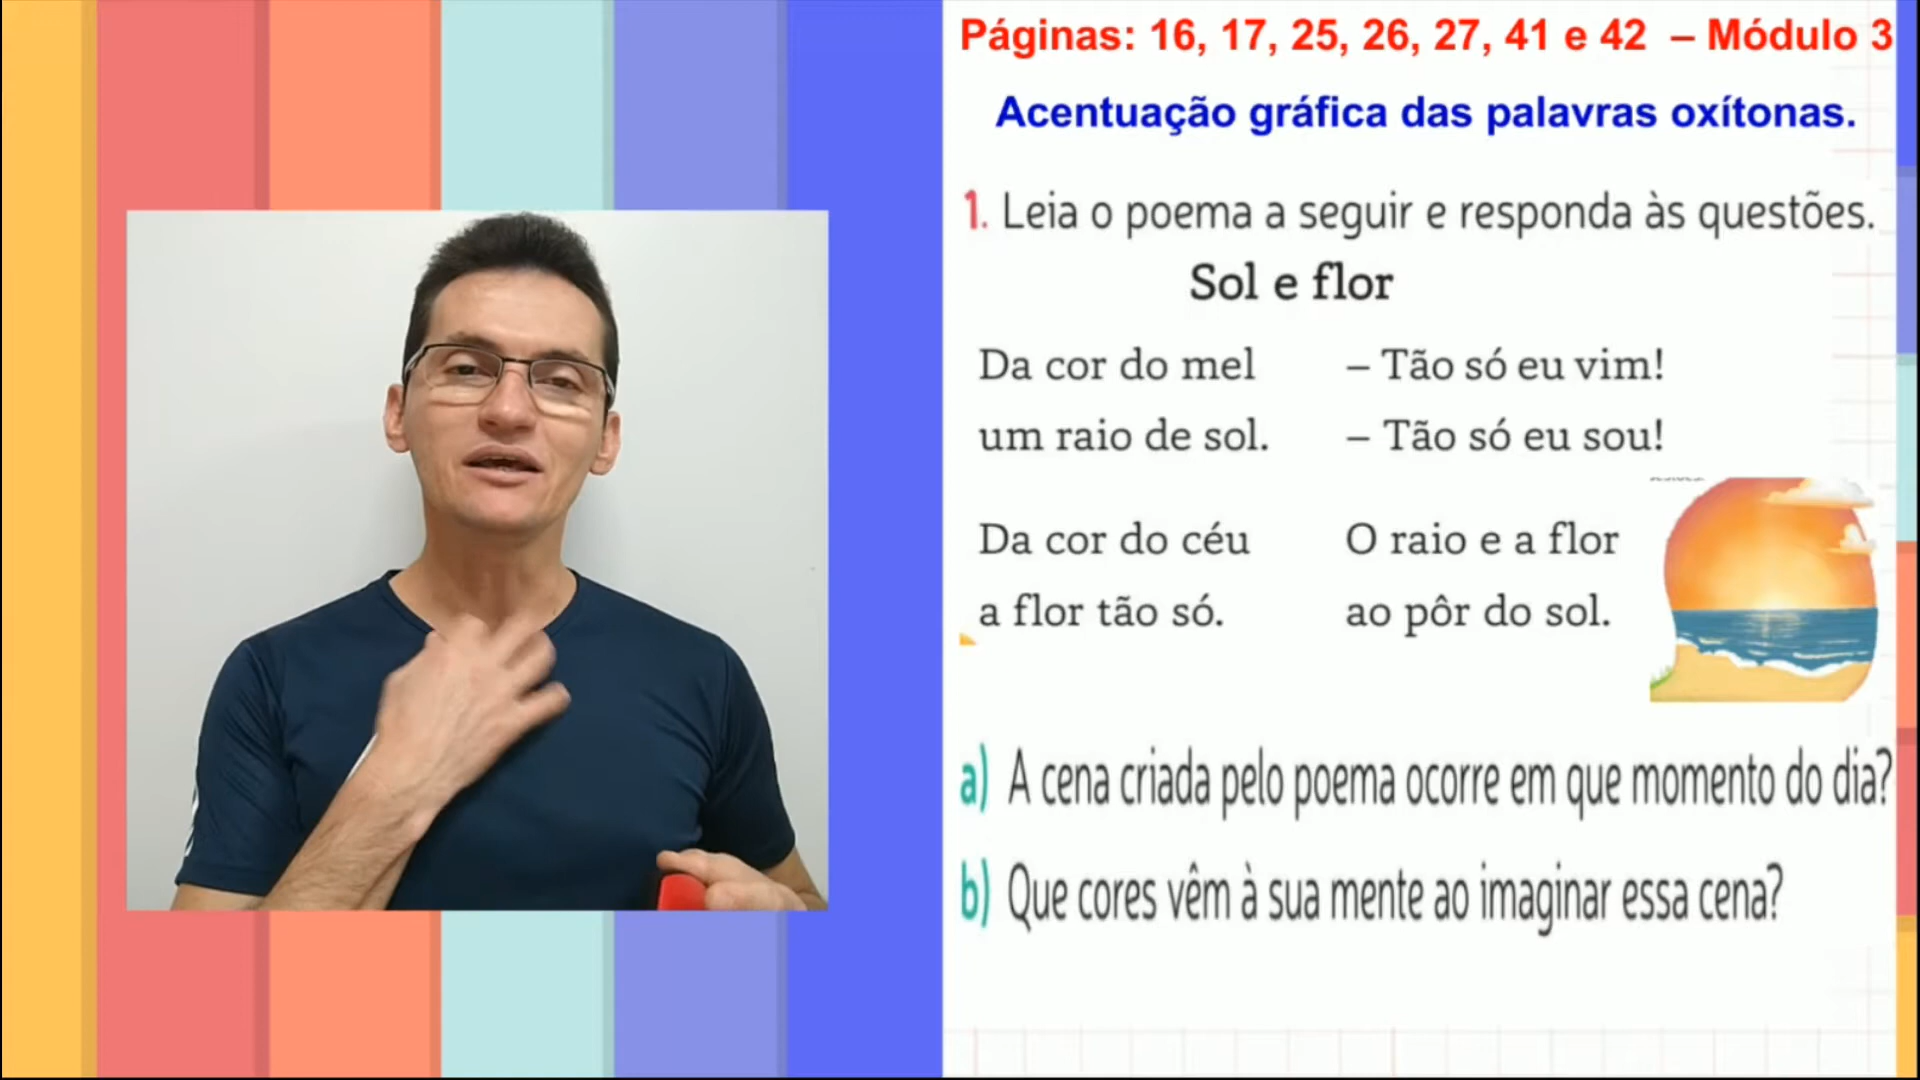 Páginas: 16, 17, 25, 26, 27, 41 e 42 – Módulo 3
Acentuação gráfica das palavras oxítonas.
1. Leia o poema a seguir e responda às questões.
Sol e flor
Da cor do mel
um raio de sol.
Da cor do céu
a flor tão só.
– Tão só eu vim!
– Tão só eu sou!
O raio e a flor
ao pôr do sol.
a) A cena criada pelo poema ocorre em que momento do dia?
b) Que cores vêm à sua mente ao imaginar essa cena?